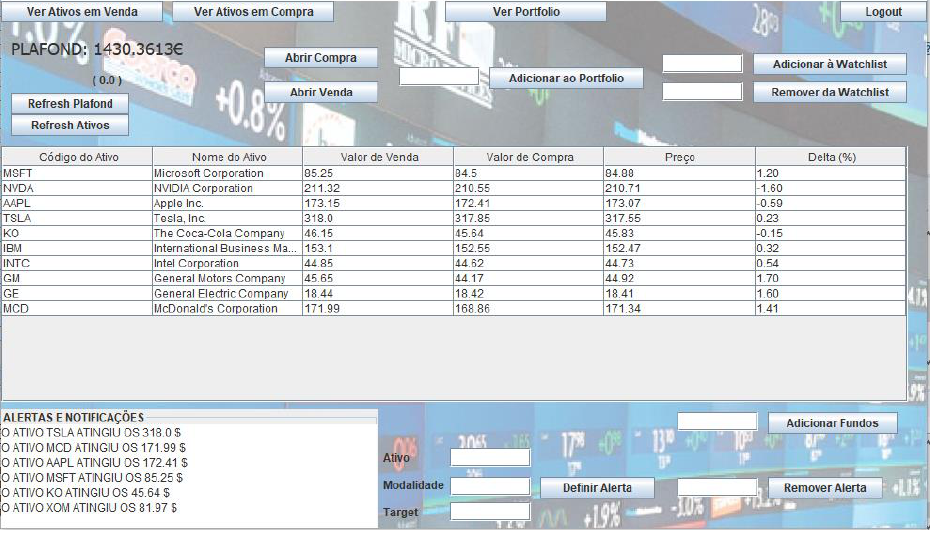 Ver Ativos em Venda Ver Ativos em Compra Ver Portfolio Logout
PLAFOND: 1430.3613€
( 0.0 )
Abrir Compra
Abrir Venda
Adicionar ao Portfolio
Adicionar à Watchlist
Remover da Watchlist
Refresh Plafond
Refresh Ativos
+0.8%
Código do Ativo Nome do Ativo Valor de Venda Valor de Compra Preço Delta (%)
MSFT Microsoft Corporation 85.25 84.5 84.88 1.20
NVDA NVIDIA Corporation 211.32 210.55 210.71 -1.60
AAPL Apple Inc. 173.15 172.41 173.07 -0.59
TSLA Tesla, Inc. 318.0 317.85 317.55 0.23
KO The Coca-Cola Company 46.15 45.64 45.83 -0.15
IBM International Business Ma... 153.1 152.55 152.47 0.32
INTC Intel Corporation 44.85 44.62 44.73 0.54
GM General Motors Company 45.65 44.17 44.92 1.70
GE General Electric Company 18.44 18.42 18.41 1.60
MCD McDonald's Corporation 171.99 168.86 171.34 1.41
ALERTAS E NOTIFICAÇÕES
O ATIVO TSLA ATINGIU OS 318.0 $
O ATIVO MCD ATINGIU OS 171.99 $
O ATIVO AAPL ATINGIU OS 172.41 $
O ATIVO MSFT ATINGIU OS 85.25 $
O ATIVO KO ATINGIU OS 45.64 $
O ATIVO XOM ATINGIU OS 81.97 $
Adicionar Fundos
Ativo
Modalidade
Definir Alerta
Remover Alerta
Target
+1.9%
-3.0%
+1.1%